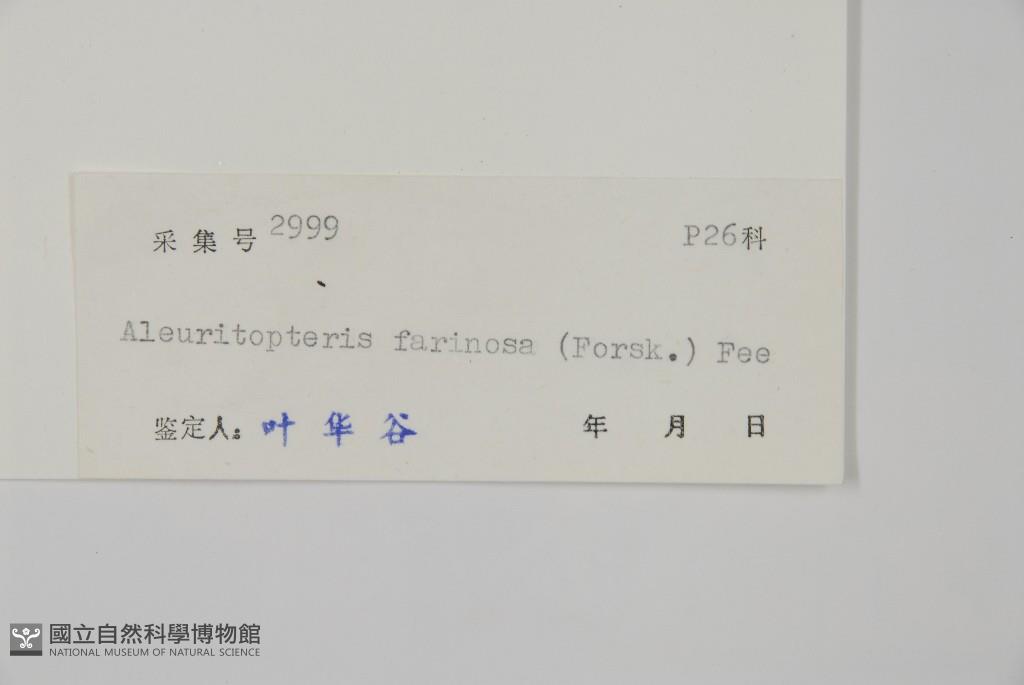 采集号 2999 P26科
Aleuritopteris farinosa (Forsk.) Fee
鉴定人: 叶华谷 年 月 日
國立自然科學博物館
NATIONAL MUSEUM OF NATURAL SCIENCE